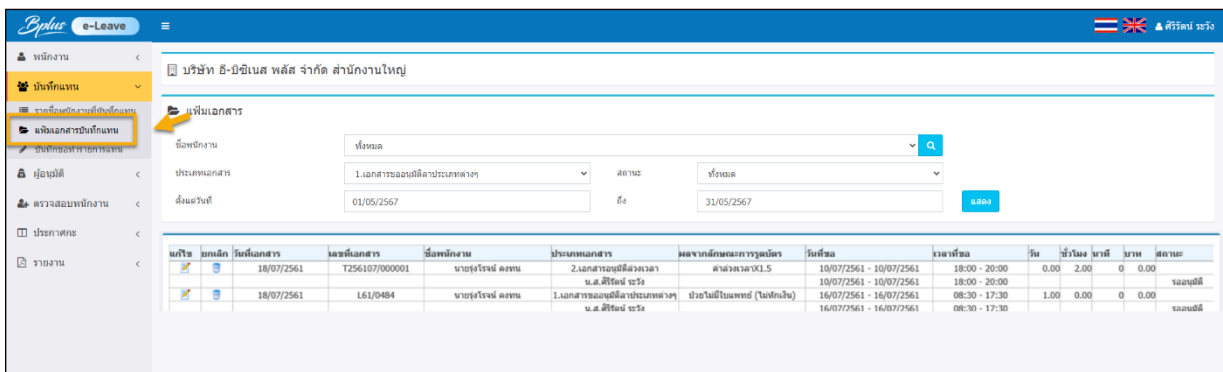 Bplus e-Leave
ศิริรัตน์ ระวัง
พนักงาน
บันทึกแทน
รายชื่อพนักงานที่บันทึกแทน
แฟ้มเอกสารบันทึกแทน
บันทึกขอทำรายการแทน
ผู้อนุมัติ
ตรวจสอบพนักงาน
ประกาศกะ
รายงาน
บริษัท อี-บิซิเนส พลัส จำกัด สำนักงานใหญ่
แฟ้มเอกสาร
ชื่อพนักงาน ทั้งหมด
ประเภทเอกสาร 1.เอกสารขออนุมัติลาประเภทต่างๆ สถานะ ทั้งหมด
ตั้งแต่วันที่ 01/05/2567 ถึง 31/05/2567 แสดง
แก้ไข ยกเลิก วันที่เอกสาร เลขที่เอกสาร ชื่อพนักงาน ประเภทเอกสาร ผลจากลักษณะการรูดบัตร วันที่ขอ เวลาที่ขอ วัน ชั่วโมง นาที บาท สถานะ
18/07/2561 T256107/000001 นายรุ่งโรจน์ คงทน 2.เอกสารอนุมัติล่วงเวลา ค่าล่วงเวลาX1.5 10/07/2561 - 10/07/2561 18:00 - 20:00 0.00 2.00 0 0.00
น.ส.ศิริรัตน์ ระวัง 10/07/2561 - 10/07/2561 18:00 - 20:00 รออนุมัติ
18/07/2561 L61/0484 นายรุ่งโรจน์ คงทน 1.เอกสารขออนุมัติลาประเภทต่างๆ ป่วยไม่มีใบแพทย์ (ไม่หักเงิน) 16/07/2561 - 16/07/2561 08:30 - 17:30 1.00 0.00 0 0.00
น.ส.ศิริรัตน์ ระวัง 16/07/2561 - 16/07/2561 08:30 - 17:30 รออนุมัติ